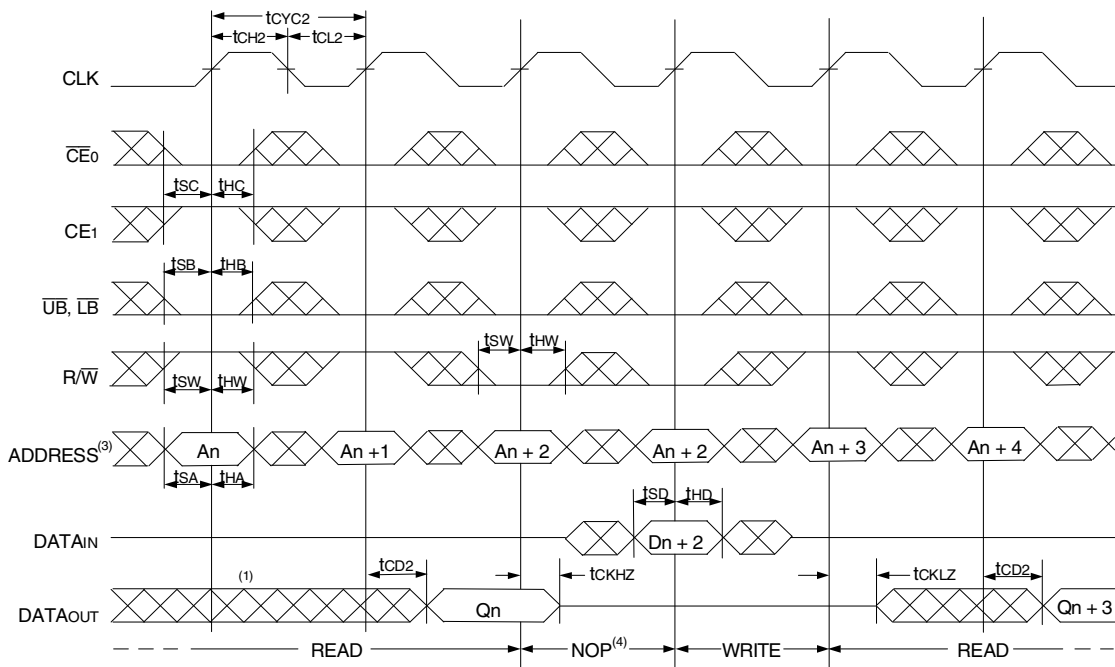 tCYC2
tCH2 tCL2
CLK
CE0
tSC tHC
CE1
tSB tHB
UB, LB
tSW tHW
R/W
tSW tHW
ADDRESS(3) An An +1 An + 2 An + 2 An + 3 An + 4
tSA tHA
tSD tHD
DATAIN Dn + 2
(1) tCD2 tCKHZ tCKLZ tCD2
DATAOUT Qn Qn + 3
READ NOP(4) WRITE READ